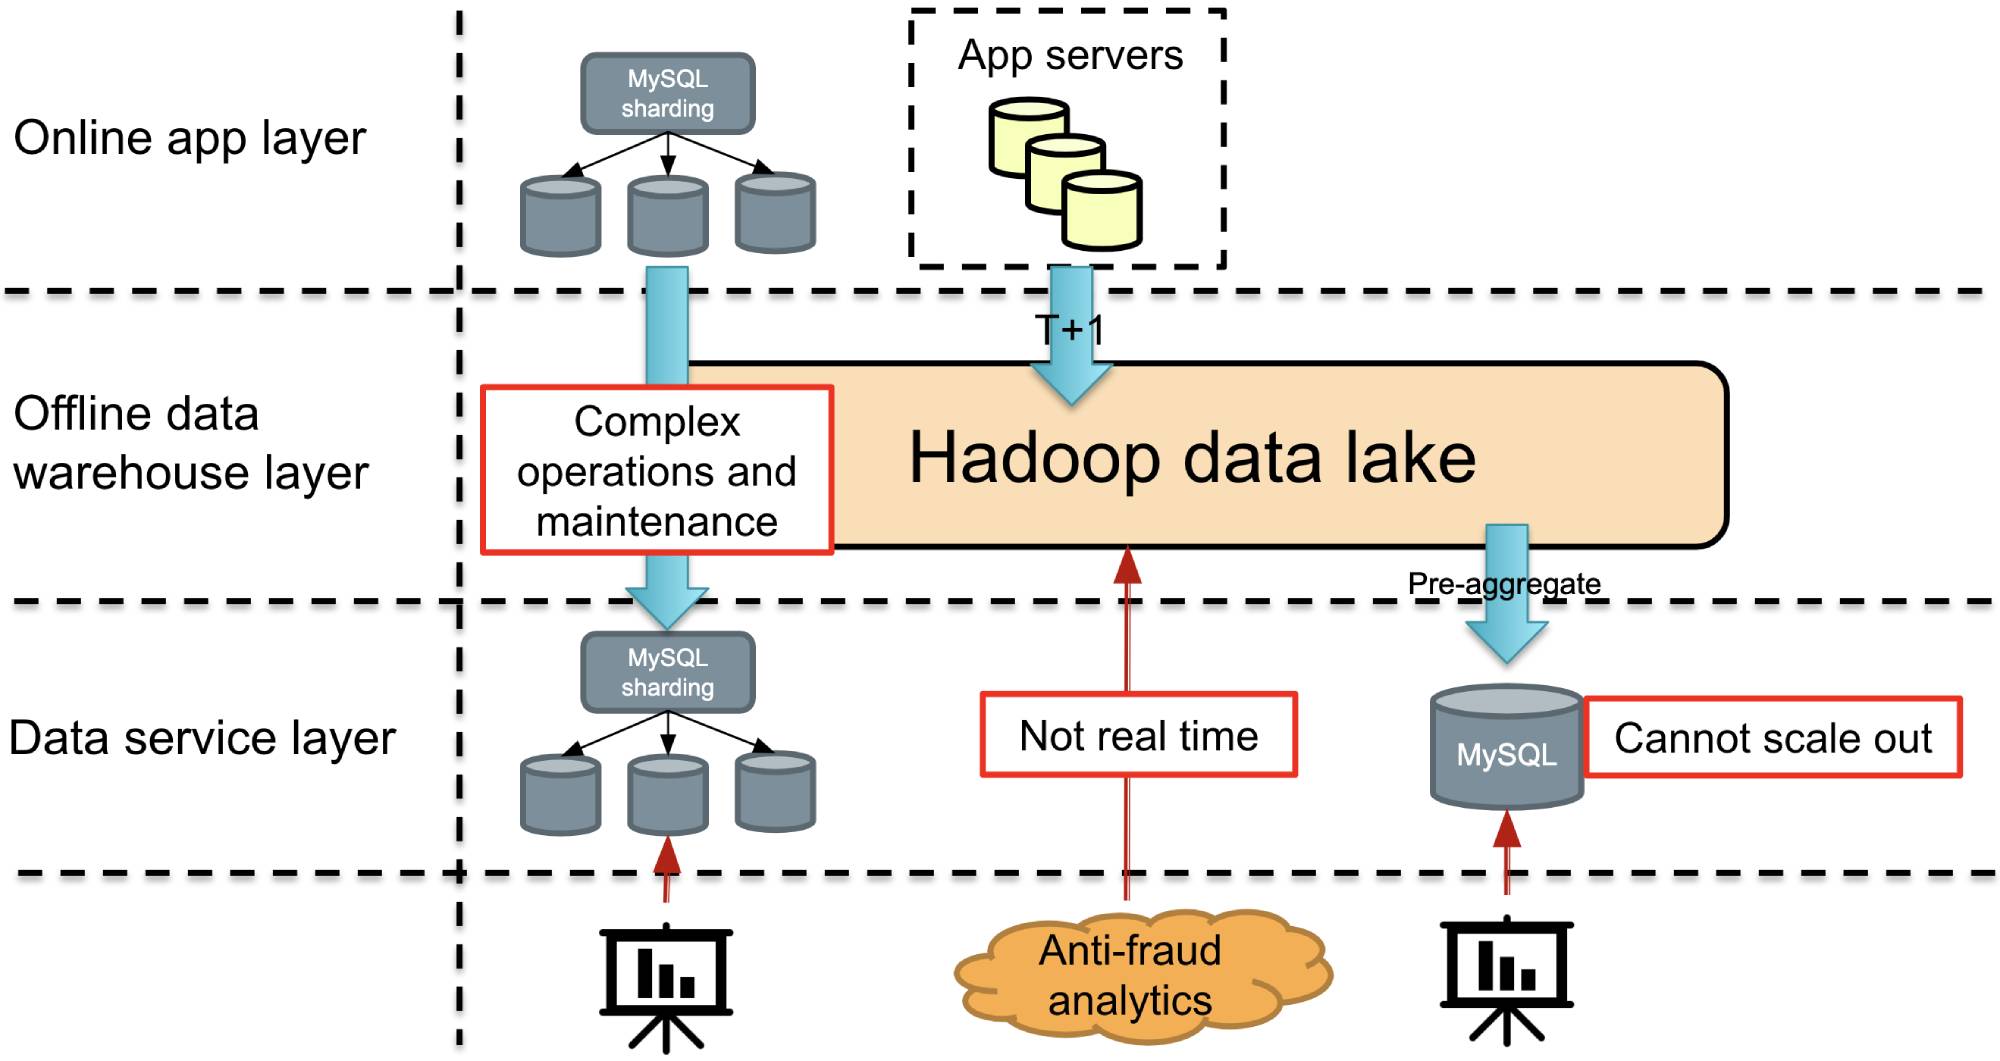 App servers
MySQL
sharding
Online app layer
T+1
Offline data
warehouse layer
Complex
operations and
maintenance
Hadoop data lake
Pre-aggregate
MySQL
sharding
Data service layer
Not real time
MySQL
Cannot scale out
Anti-fraud
analytics